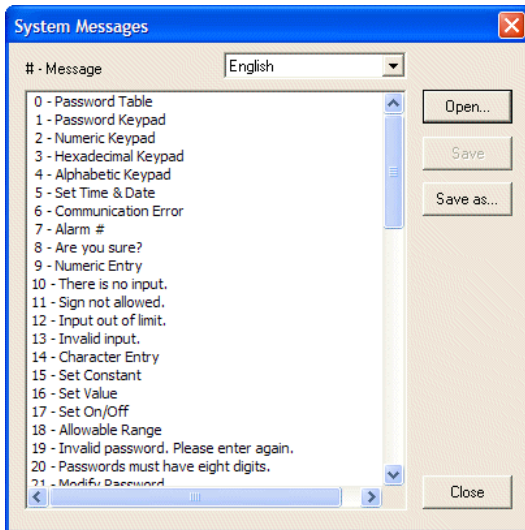 System Messages
# - Message
English
0 - Password Table
1 - Password Keypad
2 - Numeric Keypad
3 - Hexadecimal Keypad
4 - Alphabetic Keypad
5 - Set Time & Date
6 - Communication Error
7 - Alarm #
8 - Are you sure?
9 - Numeric Entry
10 - There is no input.
11 - Sign not allowed.
12 - Input out of limit.
13 - Invalid input.
14 - Character Entry
15 - Set Constant
16 - Set Value
17 - Set On/Off
18 - Allowable Range
19 - Invalid password. Please enter again.
20 - Passwords must have eight digits.
21 - Modify Password
Open...
Save
Save as...
Close